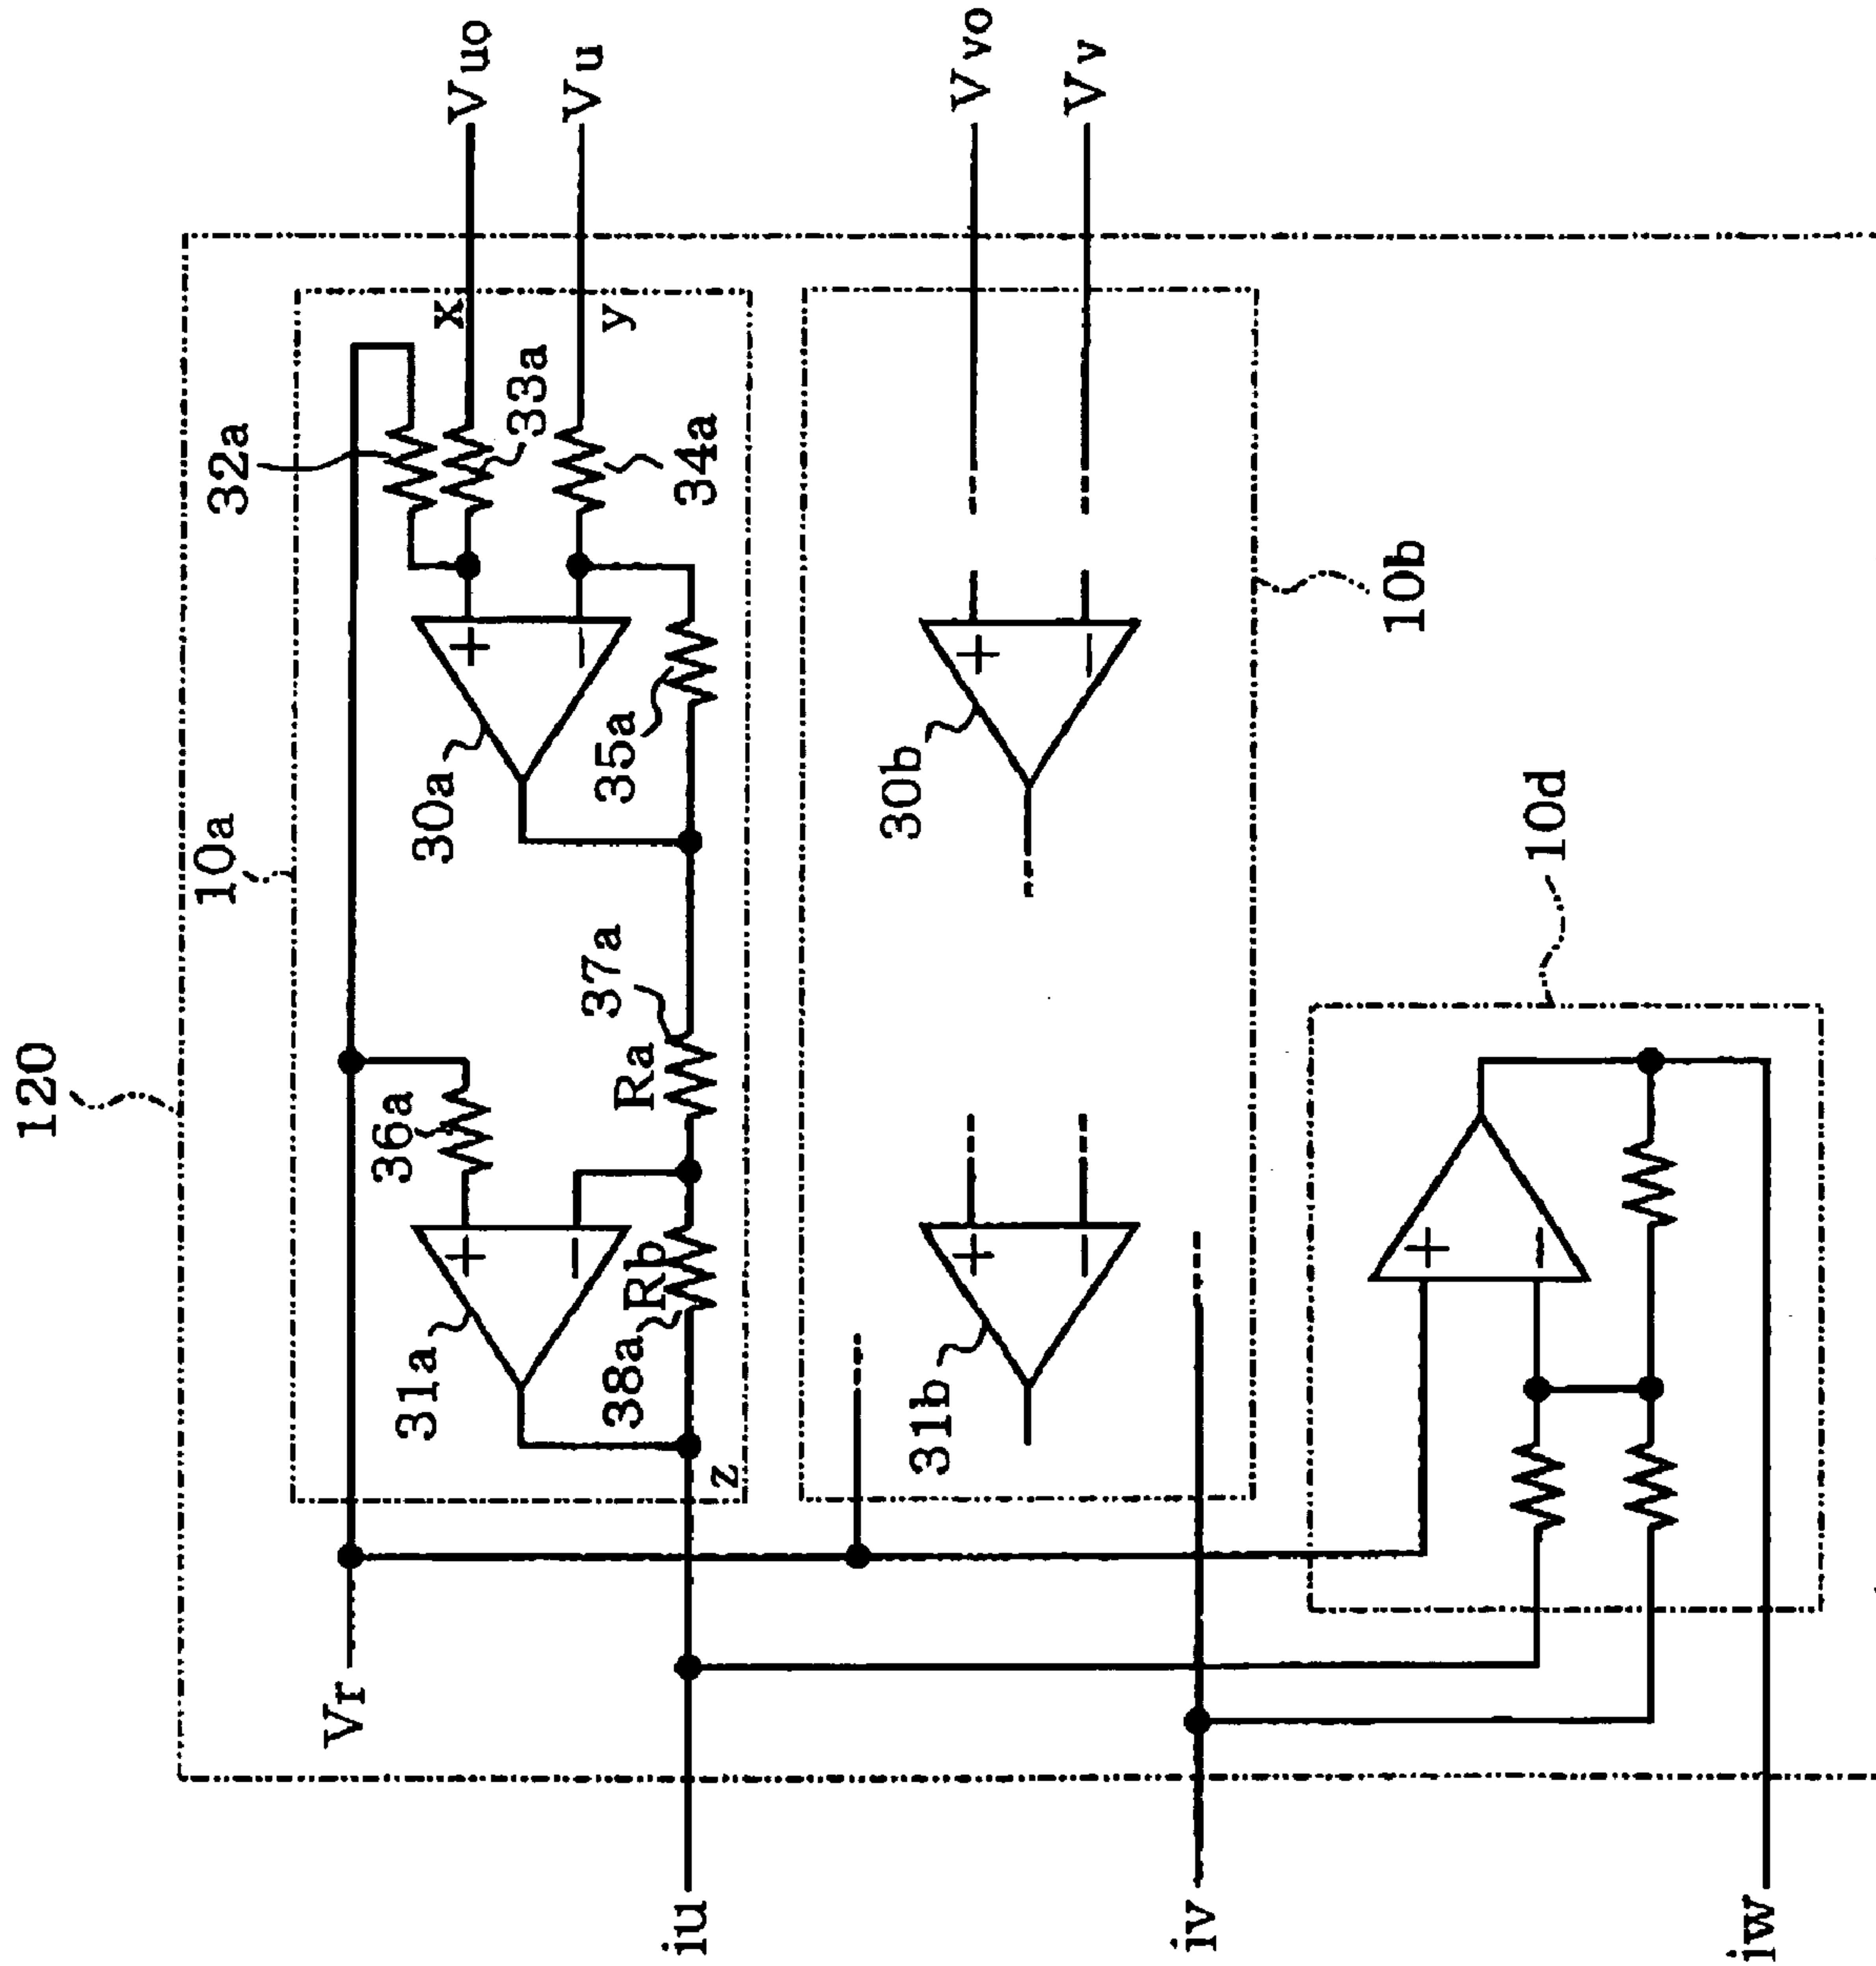 120
10a
32a
x
Vuo
33a
y
Vu
34a
+
−
30a
35a
37a
Ra
36a
+
−
31a
Rb
38a
z
Vr
Vvo
Vv
10b
+
−
30b
+
−
31b
10d
+
−
iu
iv
iw